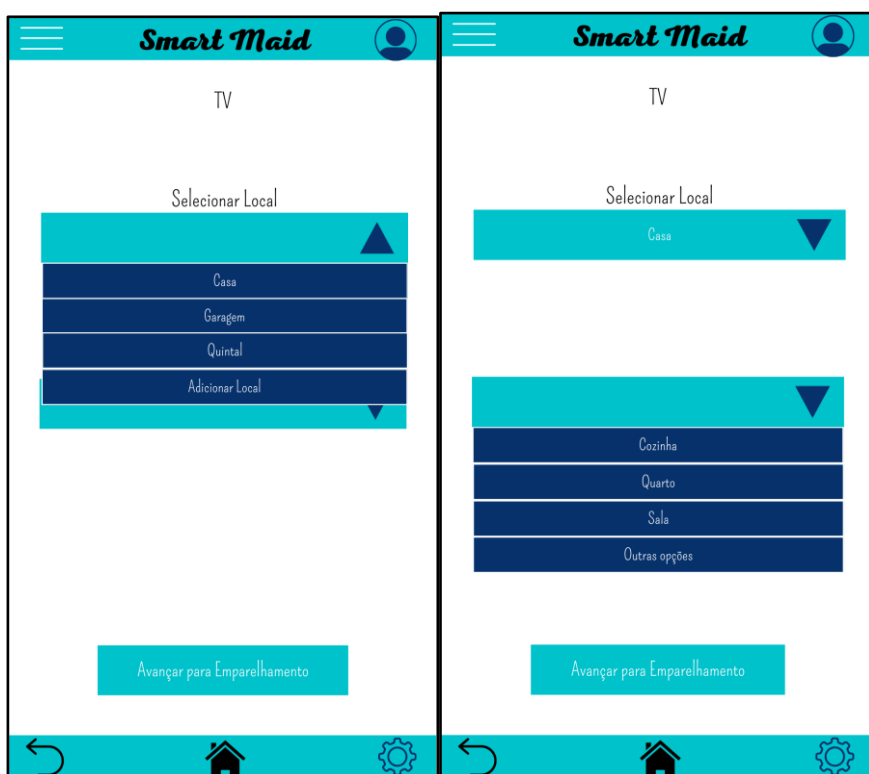 Smart Maid
TV
Selecionar Local
Casa
Garagem
Quintal
Adicionar Local
Avançar para Emparelhamento
Smart Maid
TV
Selecionar Local
Casa
Cozinha
Quarto
Sala
Outras opções
Avançar para Emparelhamento